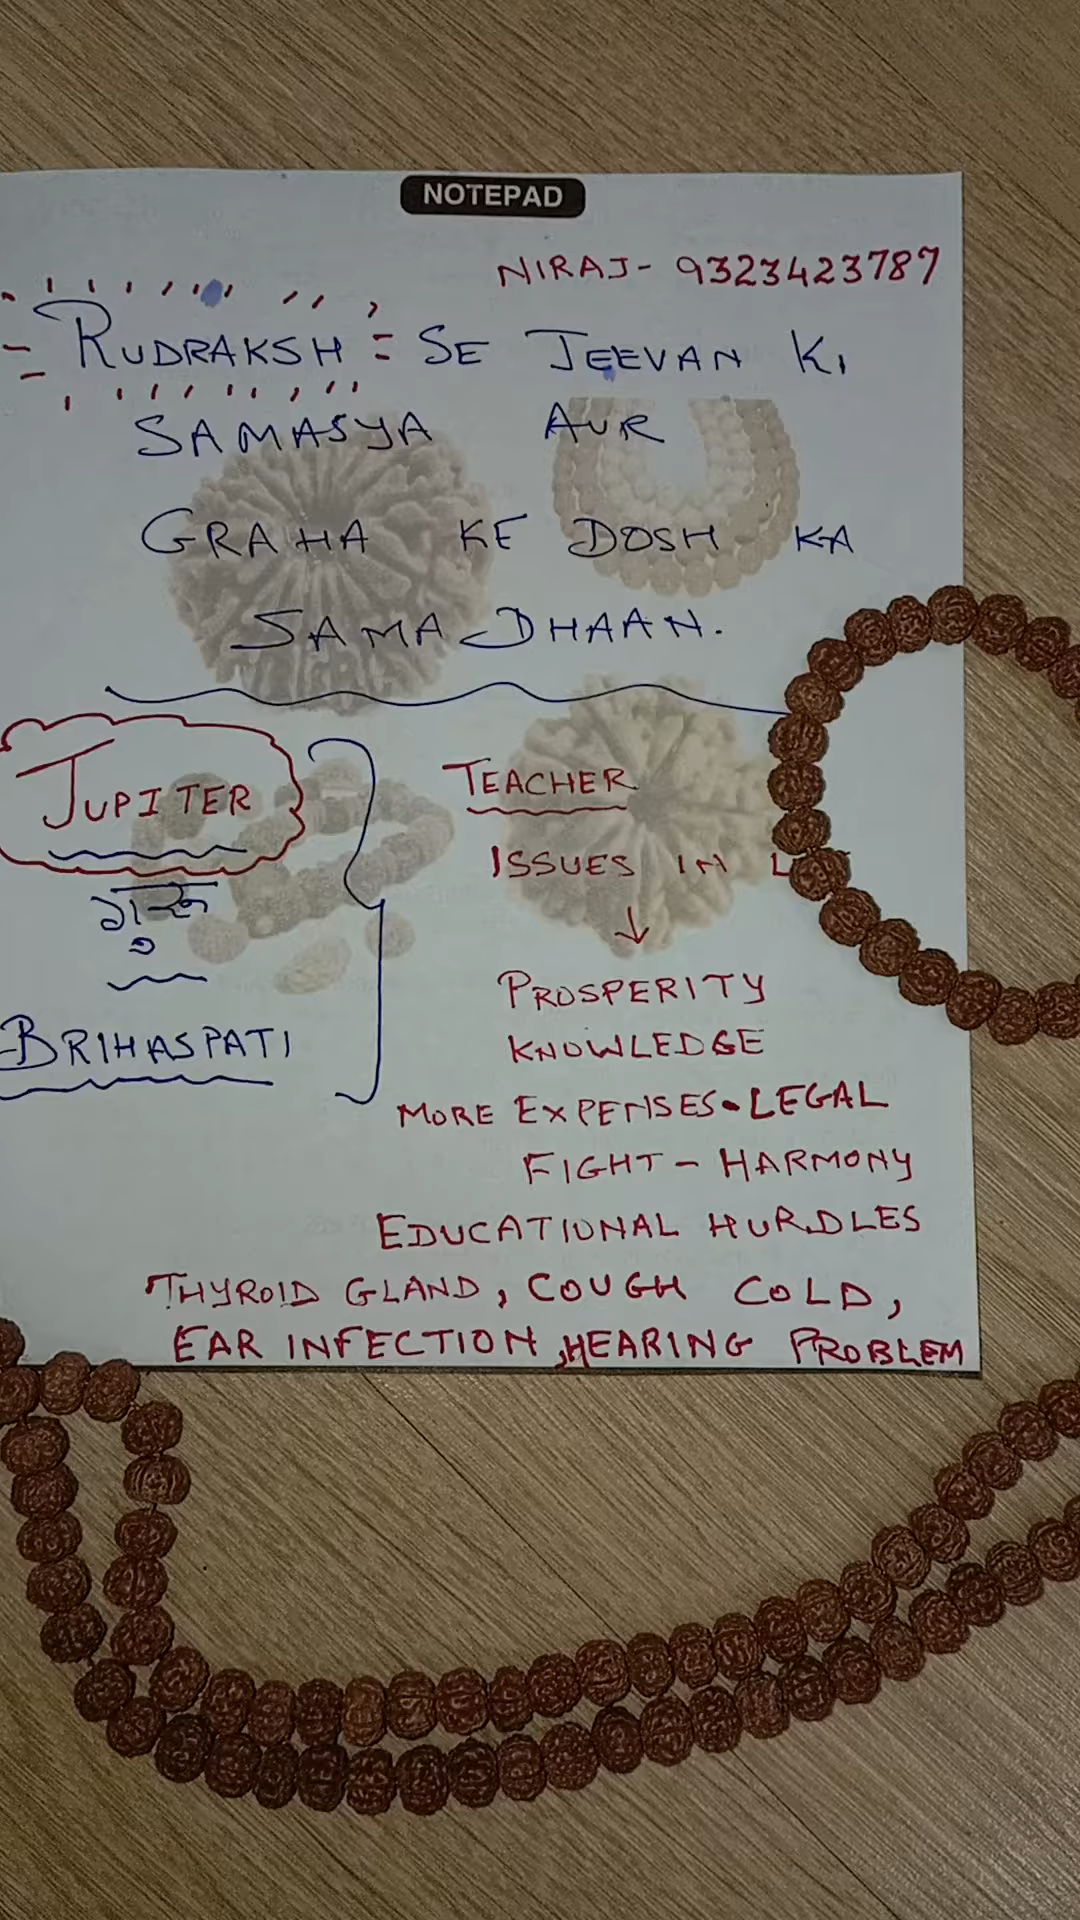 NOTEPAD
NIRAJ - 9323423787
RUDRAKSH SE JEEVAN KI
SAMASYA AUR
GRAHA KE DOSH KA
SAMADHAAN.
JUPITER
गुरु
BRIHASPATI
TEACHER
ISSUES IN L
PROSPERITY
KNOWLEDGE
MORE EXPENSES - LEGAL
FIGHT - HARMONY
EDUCATIONAL HURDLES
THYROID GLAND, COUGH COLD,
EAR INFECTION, HEARING PROBLEM